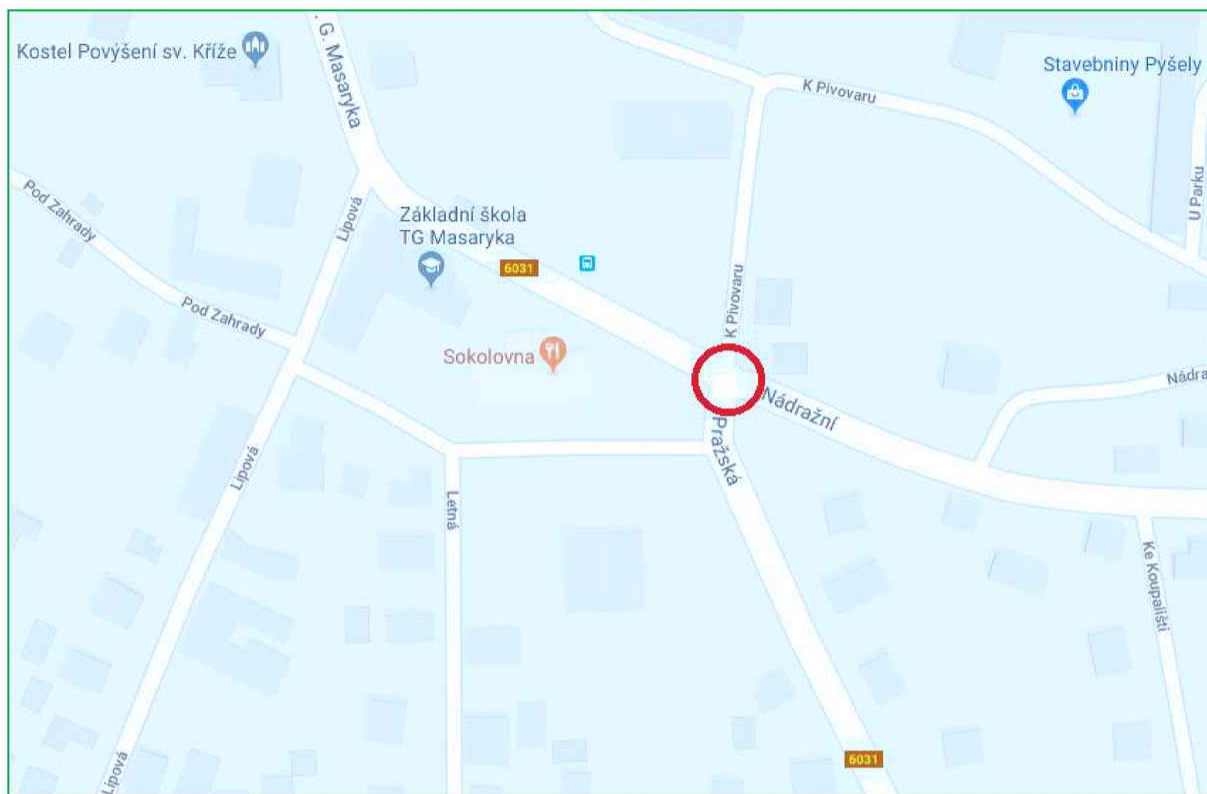 Kostel Povýšení sv. Kříže
. G. Masaryka
K Pivovaru
Stavebniny Pyšely
U Parku
Pod Zahrady
Lipová
Základní škola
TG Masaryka
6031
K Pivovaru
Pod Zahrady
Sokolovna
Nádražní
Nádra
Pražská
Lipová
Letná
Ke Koupališti
6031
Lipová